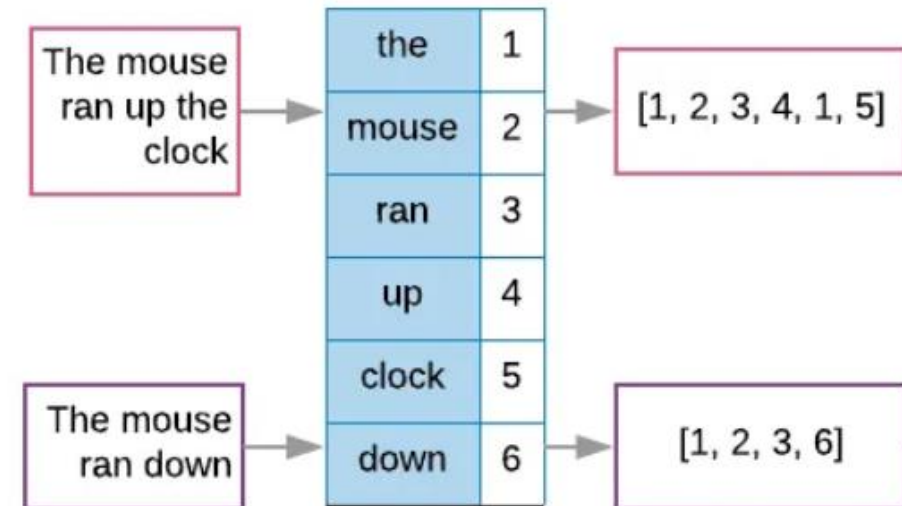 The mouse
ran up the
clock
the 1
mouse 2
ran 3
up 4
clock 5
down 6
[1, 2, 3, 4, 1, 5]
The mouse
ran down
[1, 2, 3, 6]